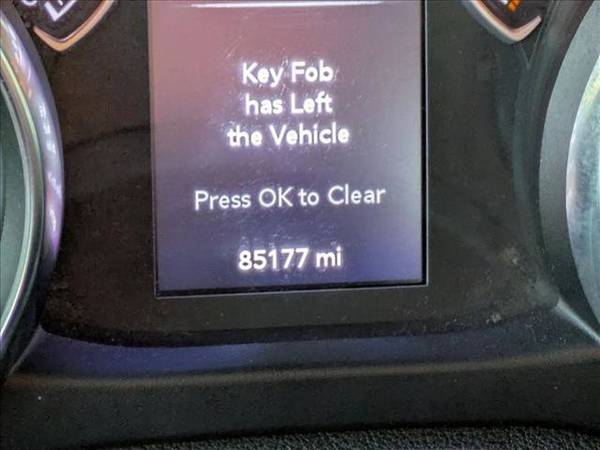 Key Fob
has Left
the Vehicle
Press OK to Clear
85177 mi